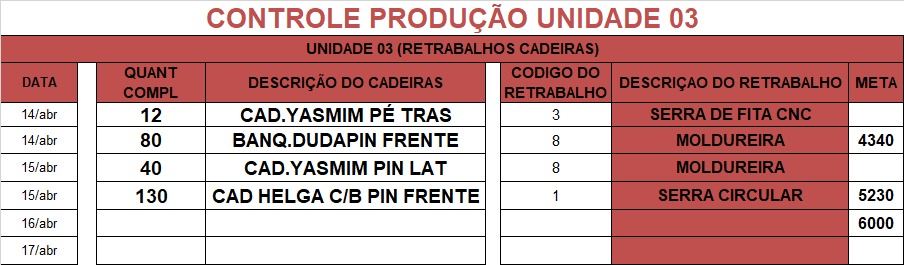 CONTROLE PRODUÇÃO UNIDADE 03
UNIDADE 03 (RETRABALHOS CADEIRAS)
DATA QUANT COMPL DESCRIÇÃO DO CADEIRAS CODIGO DO RETRABALHO DESCRIÇAO DO RETRABALHO META
14/abr 12 CAD.YASMIM PÉ TRAS 3 SERRA DE FITA CNC
14/abr 80 BANQ.DUDAPIN FRENTE 8 MOLDUREIRA 4340
15/abr 40 CAD.YASMIM PIN LAT 8 MOLDUREIRA
15/abr 130 CAD HELGA C/B PIN FRENTE 1 SERRA CIRCULAR 5230
16/abr 6000
17/abr